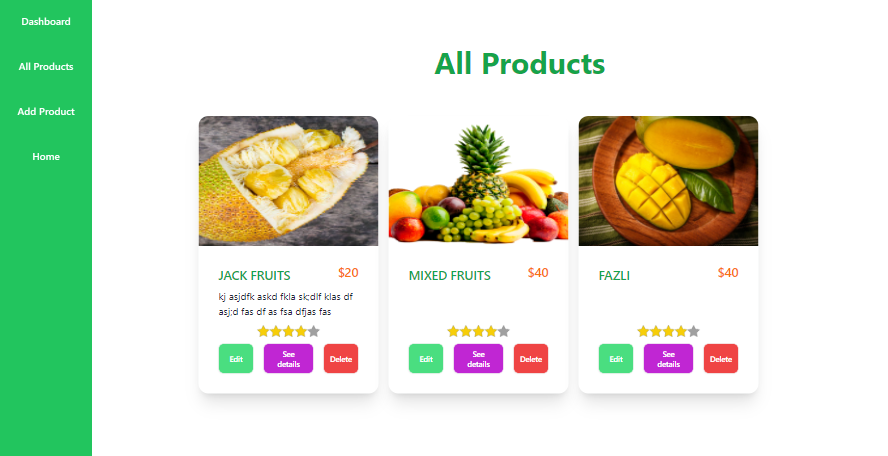 Dashboard
All Products
Add Product
Home
All Products
JACK FRUITS
$20
kj asjdfk askd fkla sk;dlf klas df
asj;d fas df as fsa dfjas fas
Edit
See
details
Delete
MIXED FRUITS
$40
Edit
See
details
Delete
FAZLI
$40
Edit
See
details
Delete